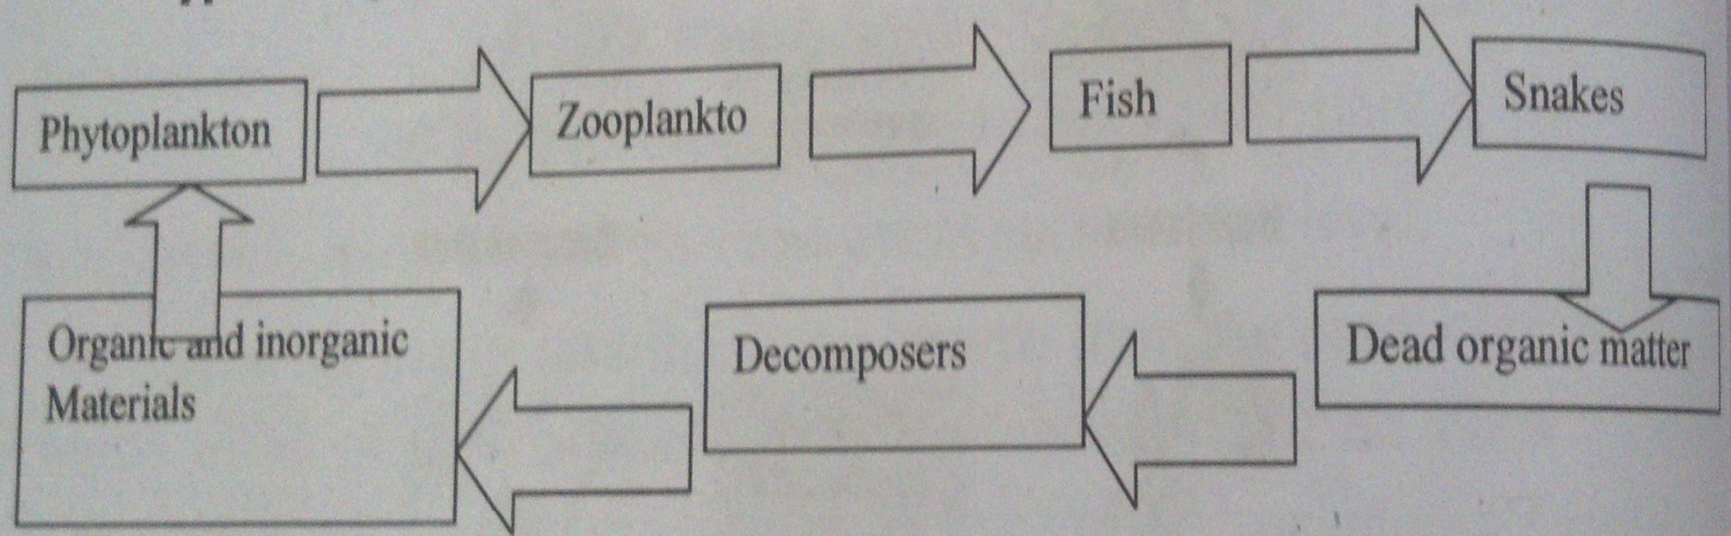 Phytoplankton
Zooplankto
Fish
Snakes
Organic and inorganic
Materials
Decomposers
Dead organic matter